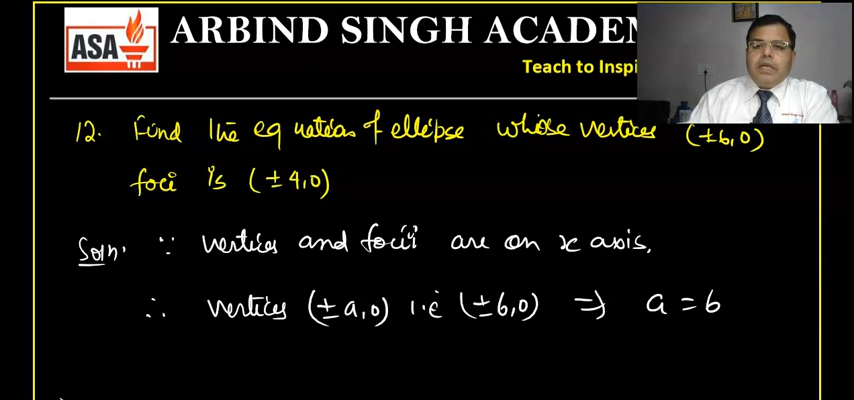 ASA
ARBIND SINGH ACADEM
Teach to Inspi
12. Find the equation of ellipse whose vertices (±6,0)
foci is (±4,0)
Soln. ∵ vertices and focii are on x axis.
∴ vertices (±a,0) i.e (±6,0) ⇒ a = 6